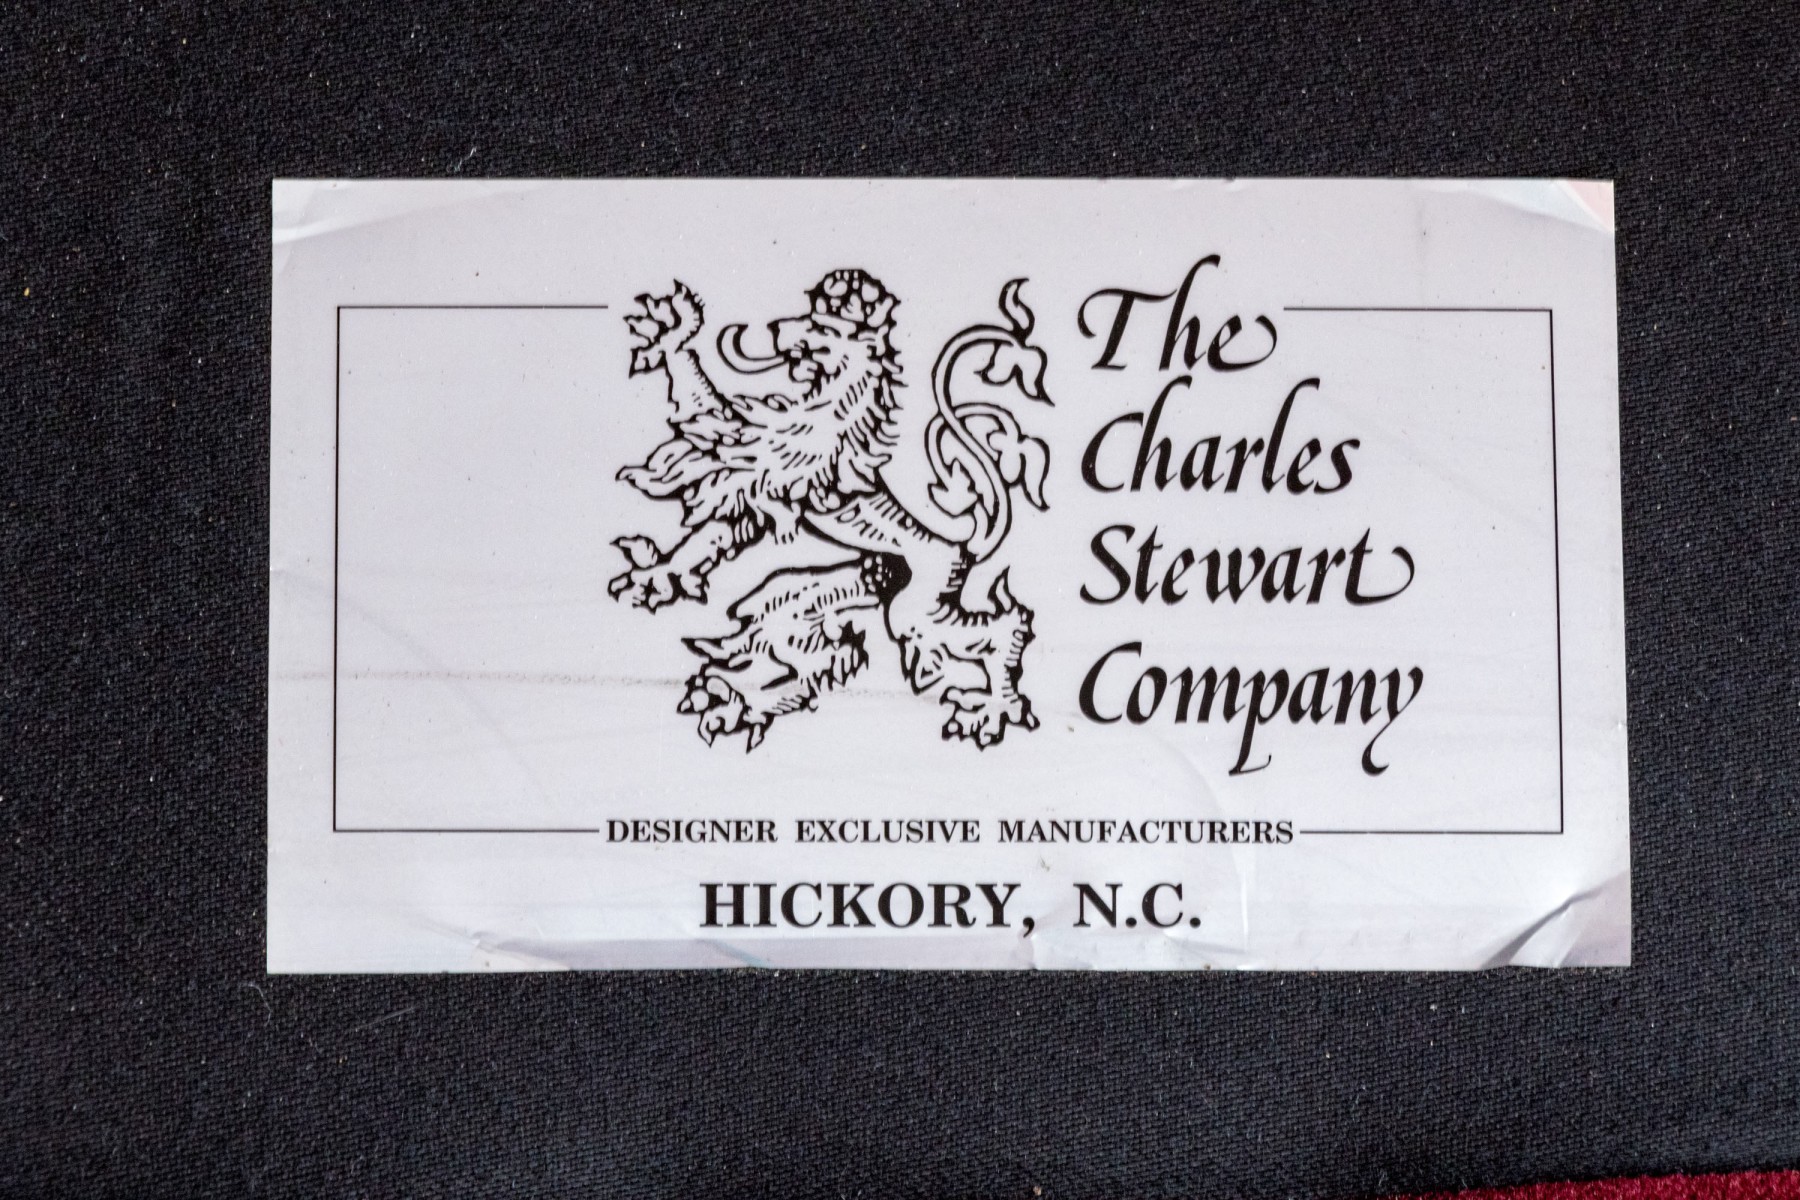 The
Charles
Stewart
Company
DESIGNER EXCLUSIVE MANUFACTURERS
HICKORY, N.C.